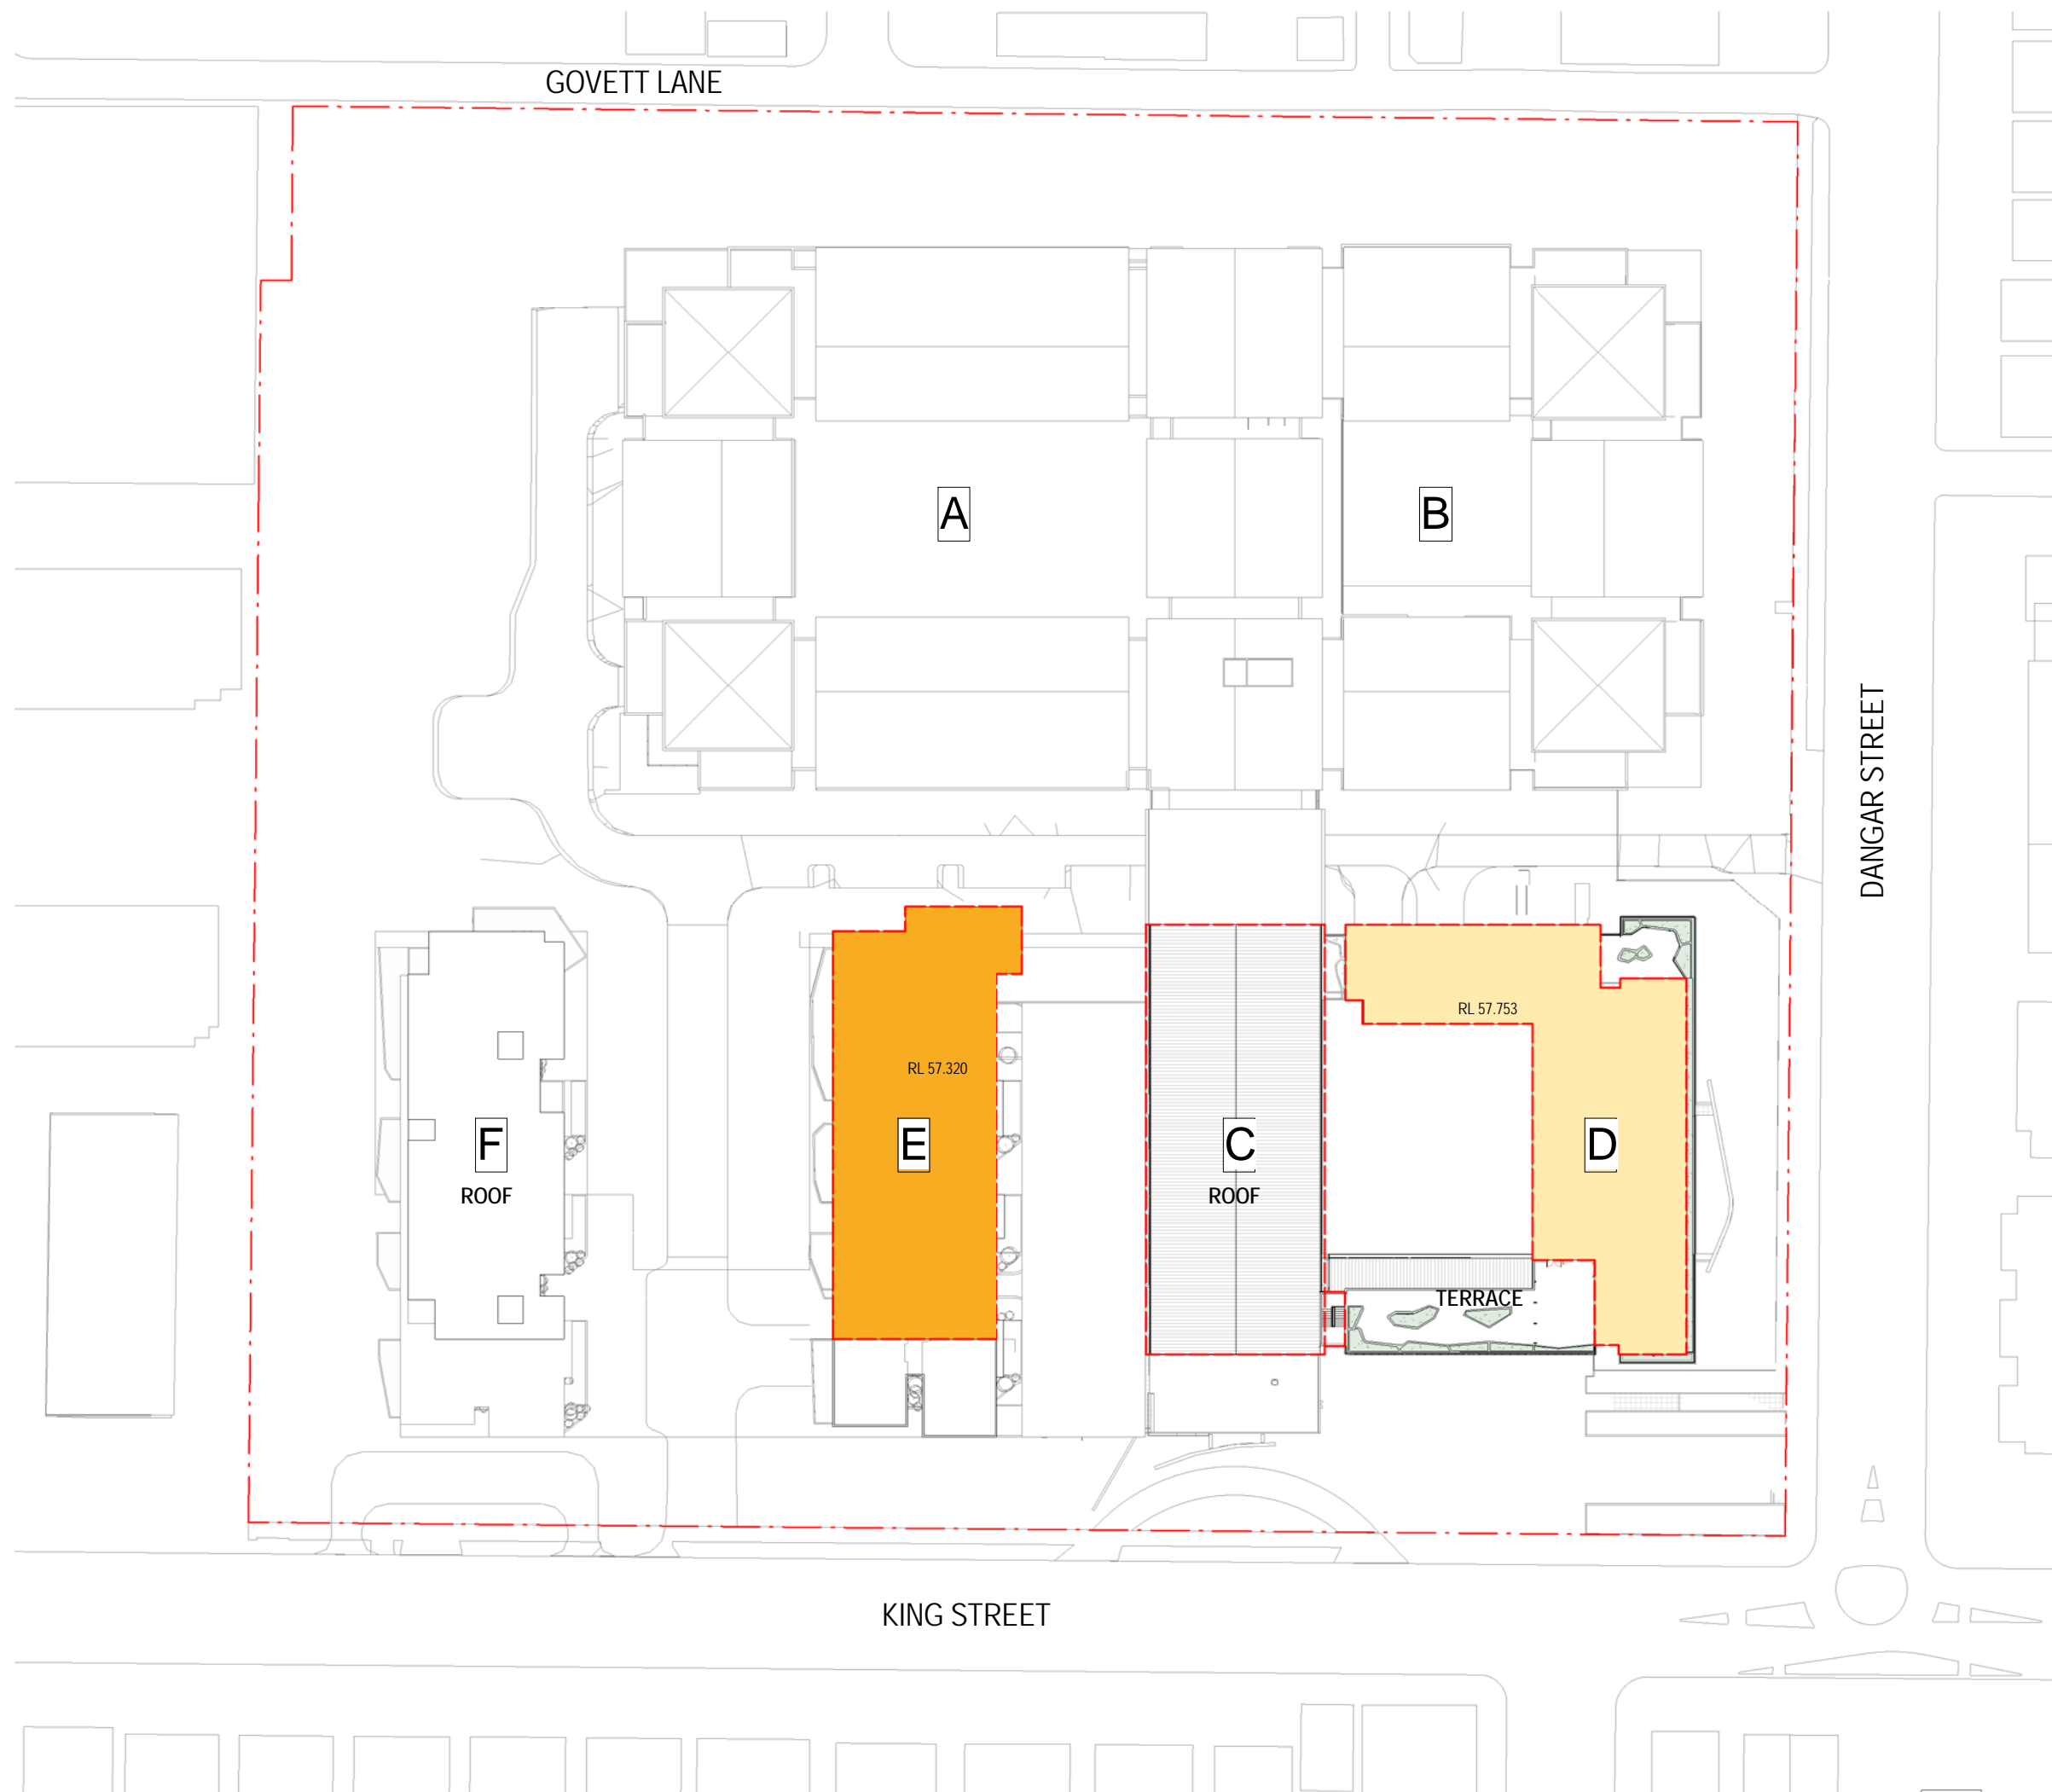 GOVETT LANE
A
B
DANGAR STREET
RL 57.753
RL 57.320
F
E
C
D
ROOF
ROOF
TERRACE
KING STREET